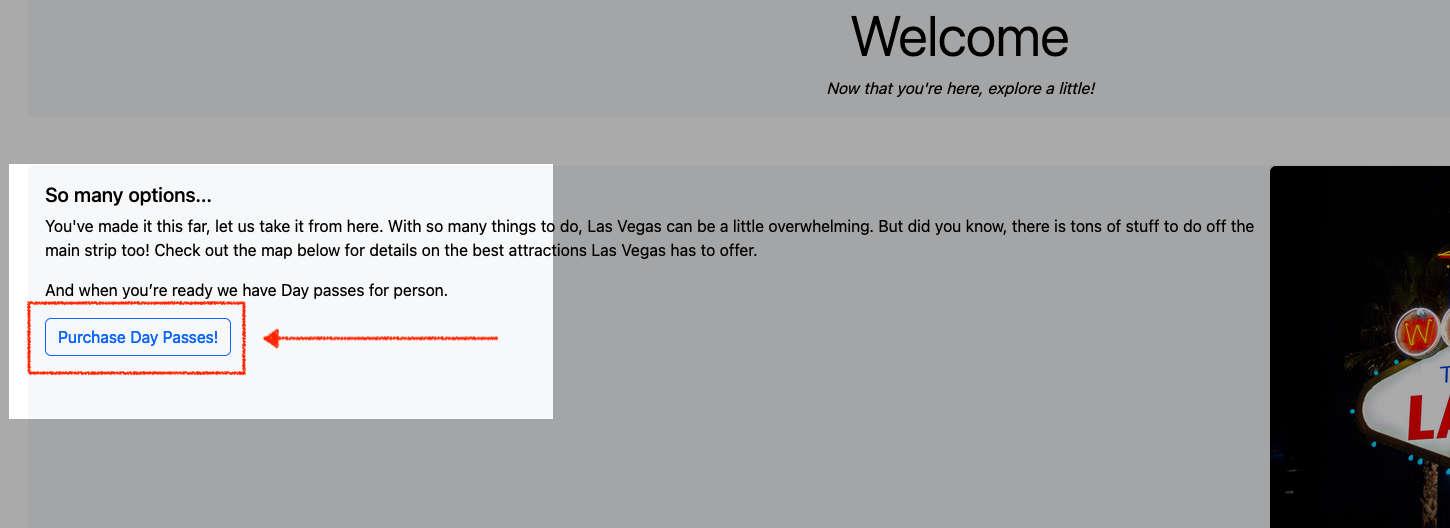 Welcome
Now that you're here, explore a little!
So many options...
You've made it this far, let us take it from here. With so many things to do, Las Vegas can be a little overwhelming. But did you know, there is tons of stuff to do off the
main strip too! Check out the map below for details on the best attractions Las Vegas has to offer.
And when you’re ready we have Day passes for person.
Purchase Day Passes!
W
T
LA